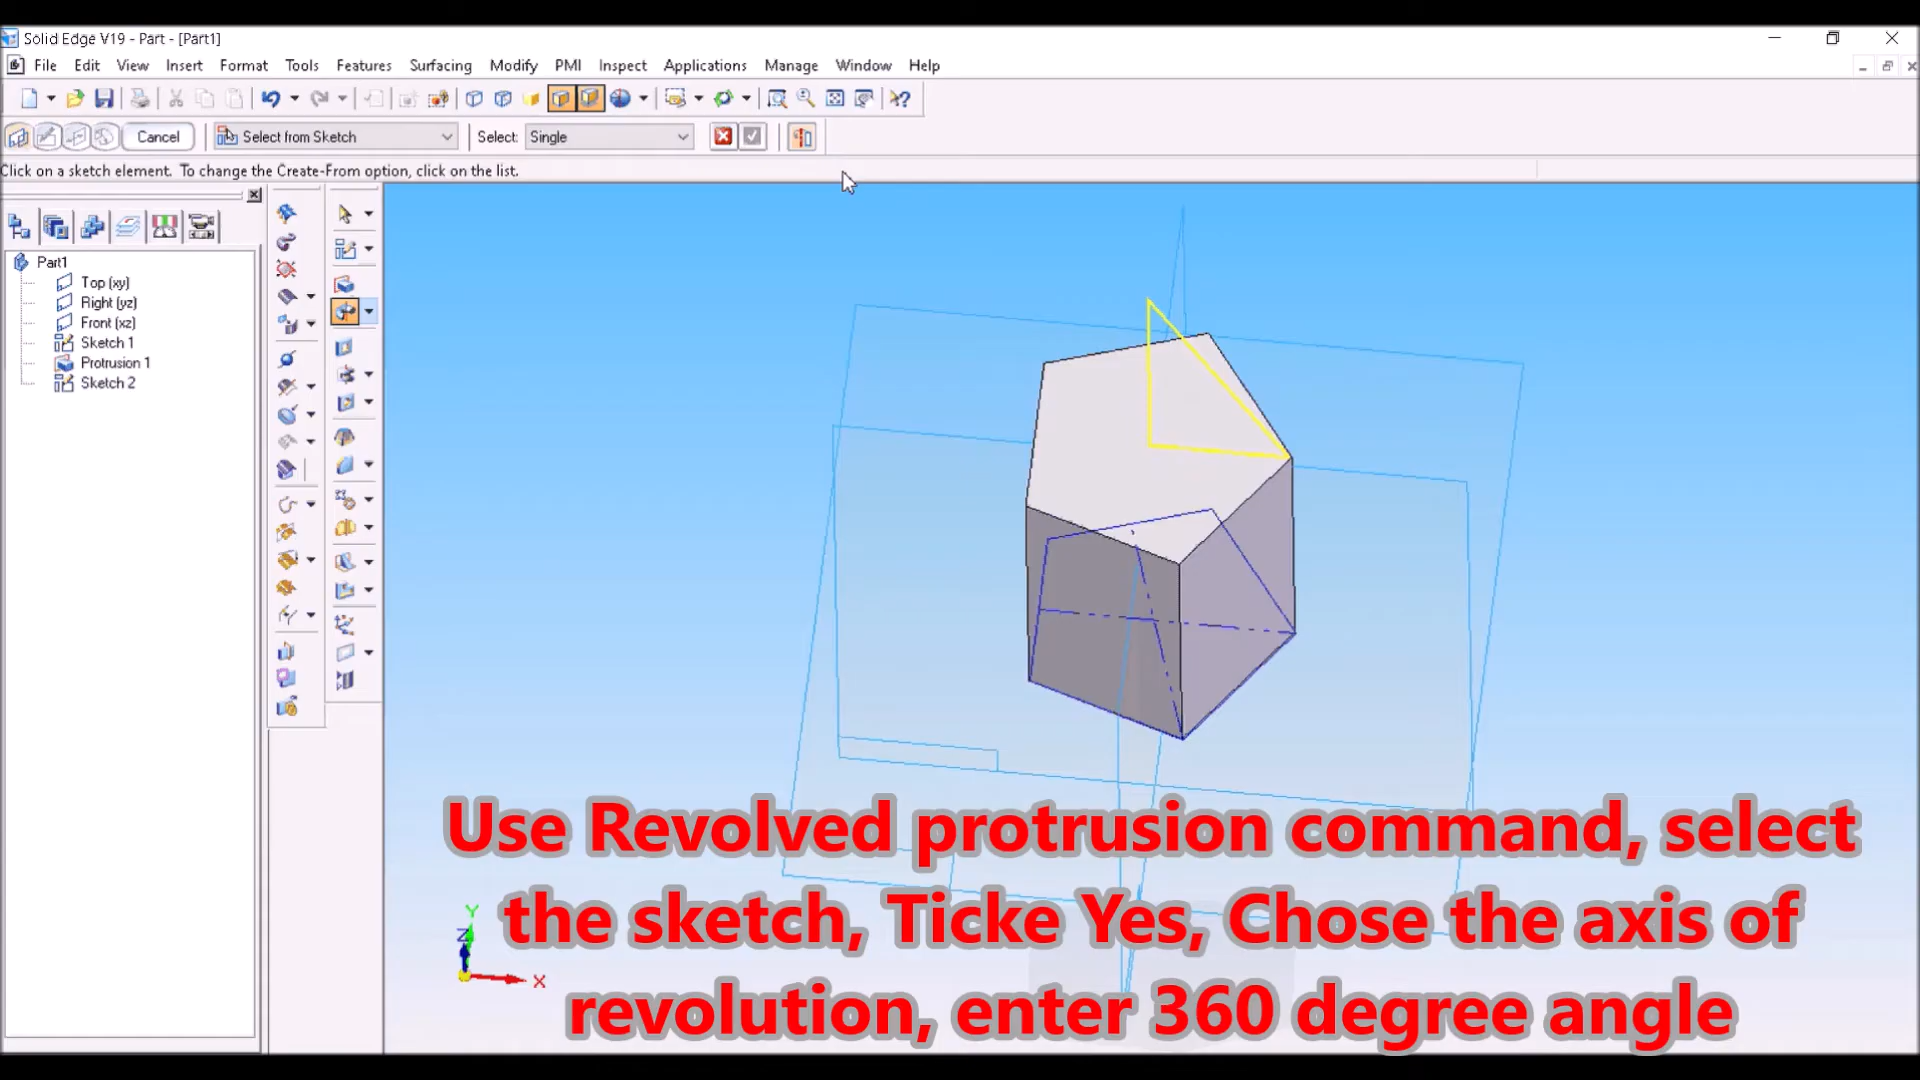 Solid Edge V19 - Part - [Part1]
File Edit View Insert Format Tools Features Surfacing Modify PMI Inspect Applications Manage Window Help
Cancel Select from Sketch Select: Single
Click on a sketch element. To change the Create-From option, click on the list.
Part1
Top (xy)
Right (yz)
Front (xz)
Sketch 1
Protrusion 1
Sketch 2
Use Revolved protrusion command, select
the sketch, Ticke Yes, Chose the axis of
revolution, enter 360 degree angle
Y
Z
X